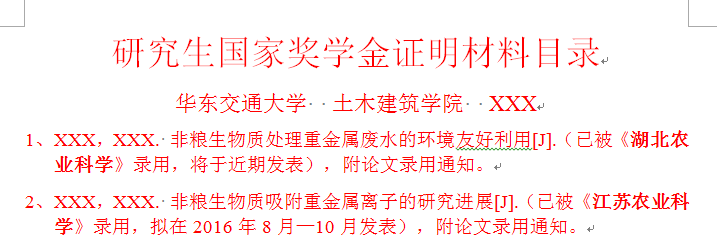 研究生国家奖学金证明材料目录
华东交通大学 土木建筑学院 XXX
1、XXX，XXX. 非粮生物质处理重金属废水的环境友好利用[J].（已被《湖北农
业科学》录用，将于近期发表），附论文录用通知。
2、XXX，XXX. 非粮生物质吸附重金属离子的研究进展[J].（已被《江苏农业科
学》录用，拟在 2016 年 8 月—10 月发表），附论文录用通知。